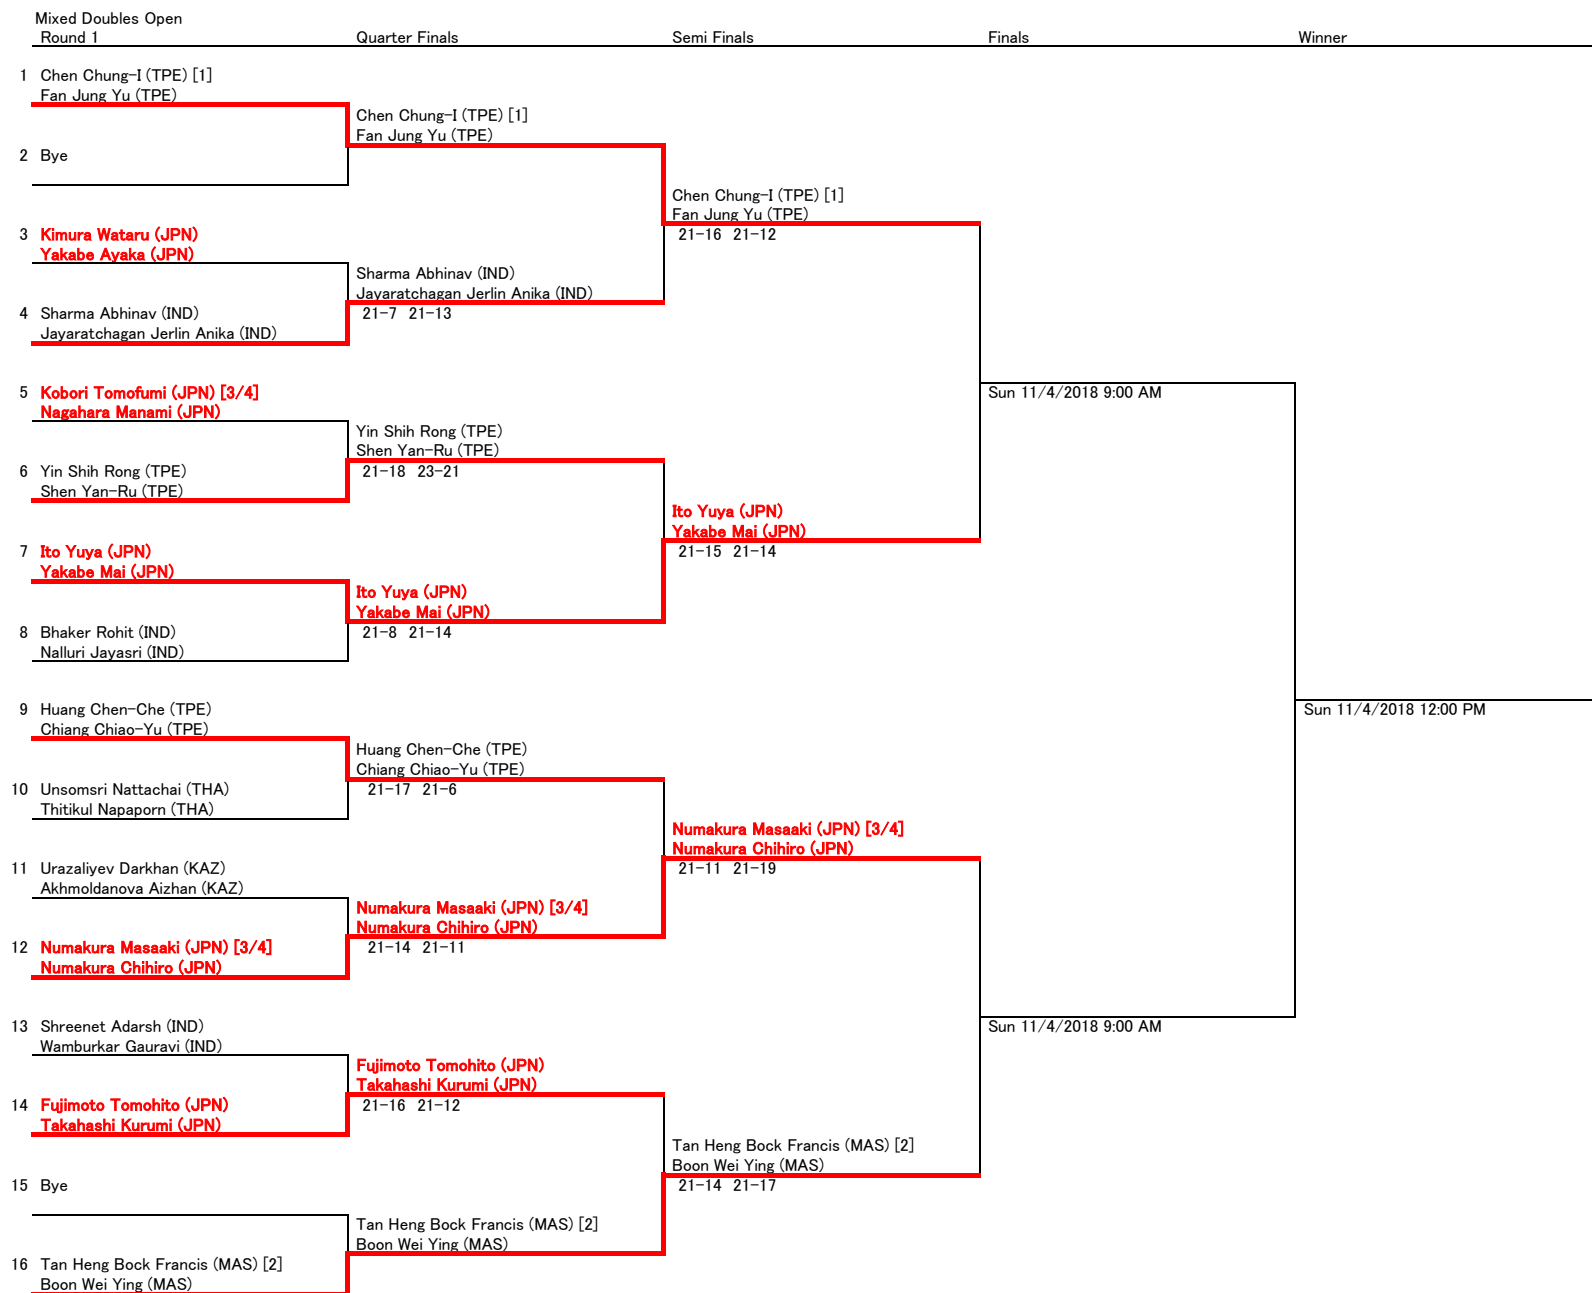 Mixed Doubles Open
Round 1 Quarter Finals Semi Finals Finals Winner
1 Chen Chung-I (TPE) [1]
Fan Jung Yu (TPE)
Chen Chung-I (TPE) [1]
Fan Jung Yu (TPE)
2 Bye
Chen Chung-I (TPE) [1]
Fan Jung Yu (TPE)
3 Kimura Wataru (JPN)
21-16 21-12
Yakabe Ayaka (JPN)
Sharma Abhinav (IND)
Jayaratchagan Jerlin Anika (IND)
4 Sharma Abhinav (IND)
21-7 21-13
Jayaratchagan Jerlin Anika (IND)
5 Kobori Tomofumi (JPN) [3/4]
Sun 11/4/2018 9:00 AM
Nagahara Manami (JPN)
Yin Shih Rong (TPE)
Shen Yan-Ru (TPE)
6 Yin Shih Rong (TPE)
21-18 23-21
Shen Yan-Ru (TPE)
Ito Yuya (JPN)
Yakabe Mai (JPN)
7 Ito Yuya (JPN)
21-15 21-14
Yakabe Mai (JPN)
Ito Yuya (JPN)
Yakabe Mai (JPN)
8 Bhaker Rohit (IND)
21-8 21-14
Nalluri Jayasri (IND)
9 Huang Chen-Che (TPE)
Sun 11/4/2018 12:00 PM
Chiang Chiao-Yu (TPE)
Huang Chen-Che (TPE)
Chiang Chiao-Yu (TPE)
10 Unsomsri Nattachai (THA)
21-17 21-6
Thitikul Napaporn (THA)
Numakura Masaaki (JPN) [3/4]
Numakura Chihiro (JPN)
11 Urazaliyev Darkhan (KAZ)
21-11 21-19
Akhmoldanova Aizhan (KAZ)
Numakura Masaaki (JPN) [3/4]
Numakura Chihiro (JPN)
12 Numakura Masaaki (JPN) [3/4]
21-14 21-11
Numakura Chihiro (JPN)
13 Shreenet Adarsh (IND)
Sun 11/4/2018 9:00 AM
Wamburkar Gauravi (IND)
Fujimoto Tomohito (JPN)
Takahashi Kurumi (JPN)
14 Fujimoto Tomohito (JPN)
21-16 21-12
Takahashi Kurumi (JPN)
Tan Heng Bock Francis (MAS) [2]
Boon Wei Ying (MAS)
15 Bye
21-14 21-17
Tan Heng Bock Francis (MAS) [2]
Boon Wei Ying (MAS)
16 Tan Heng Bock Francis (MAS) [2]
Boon Wei Ying (MAS)